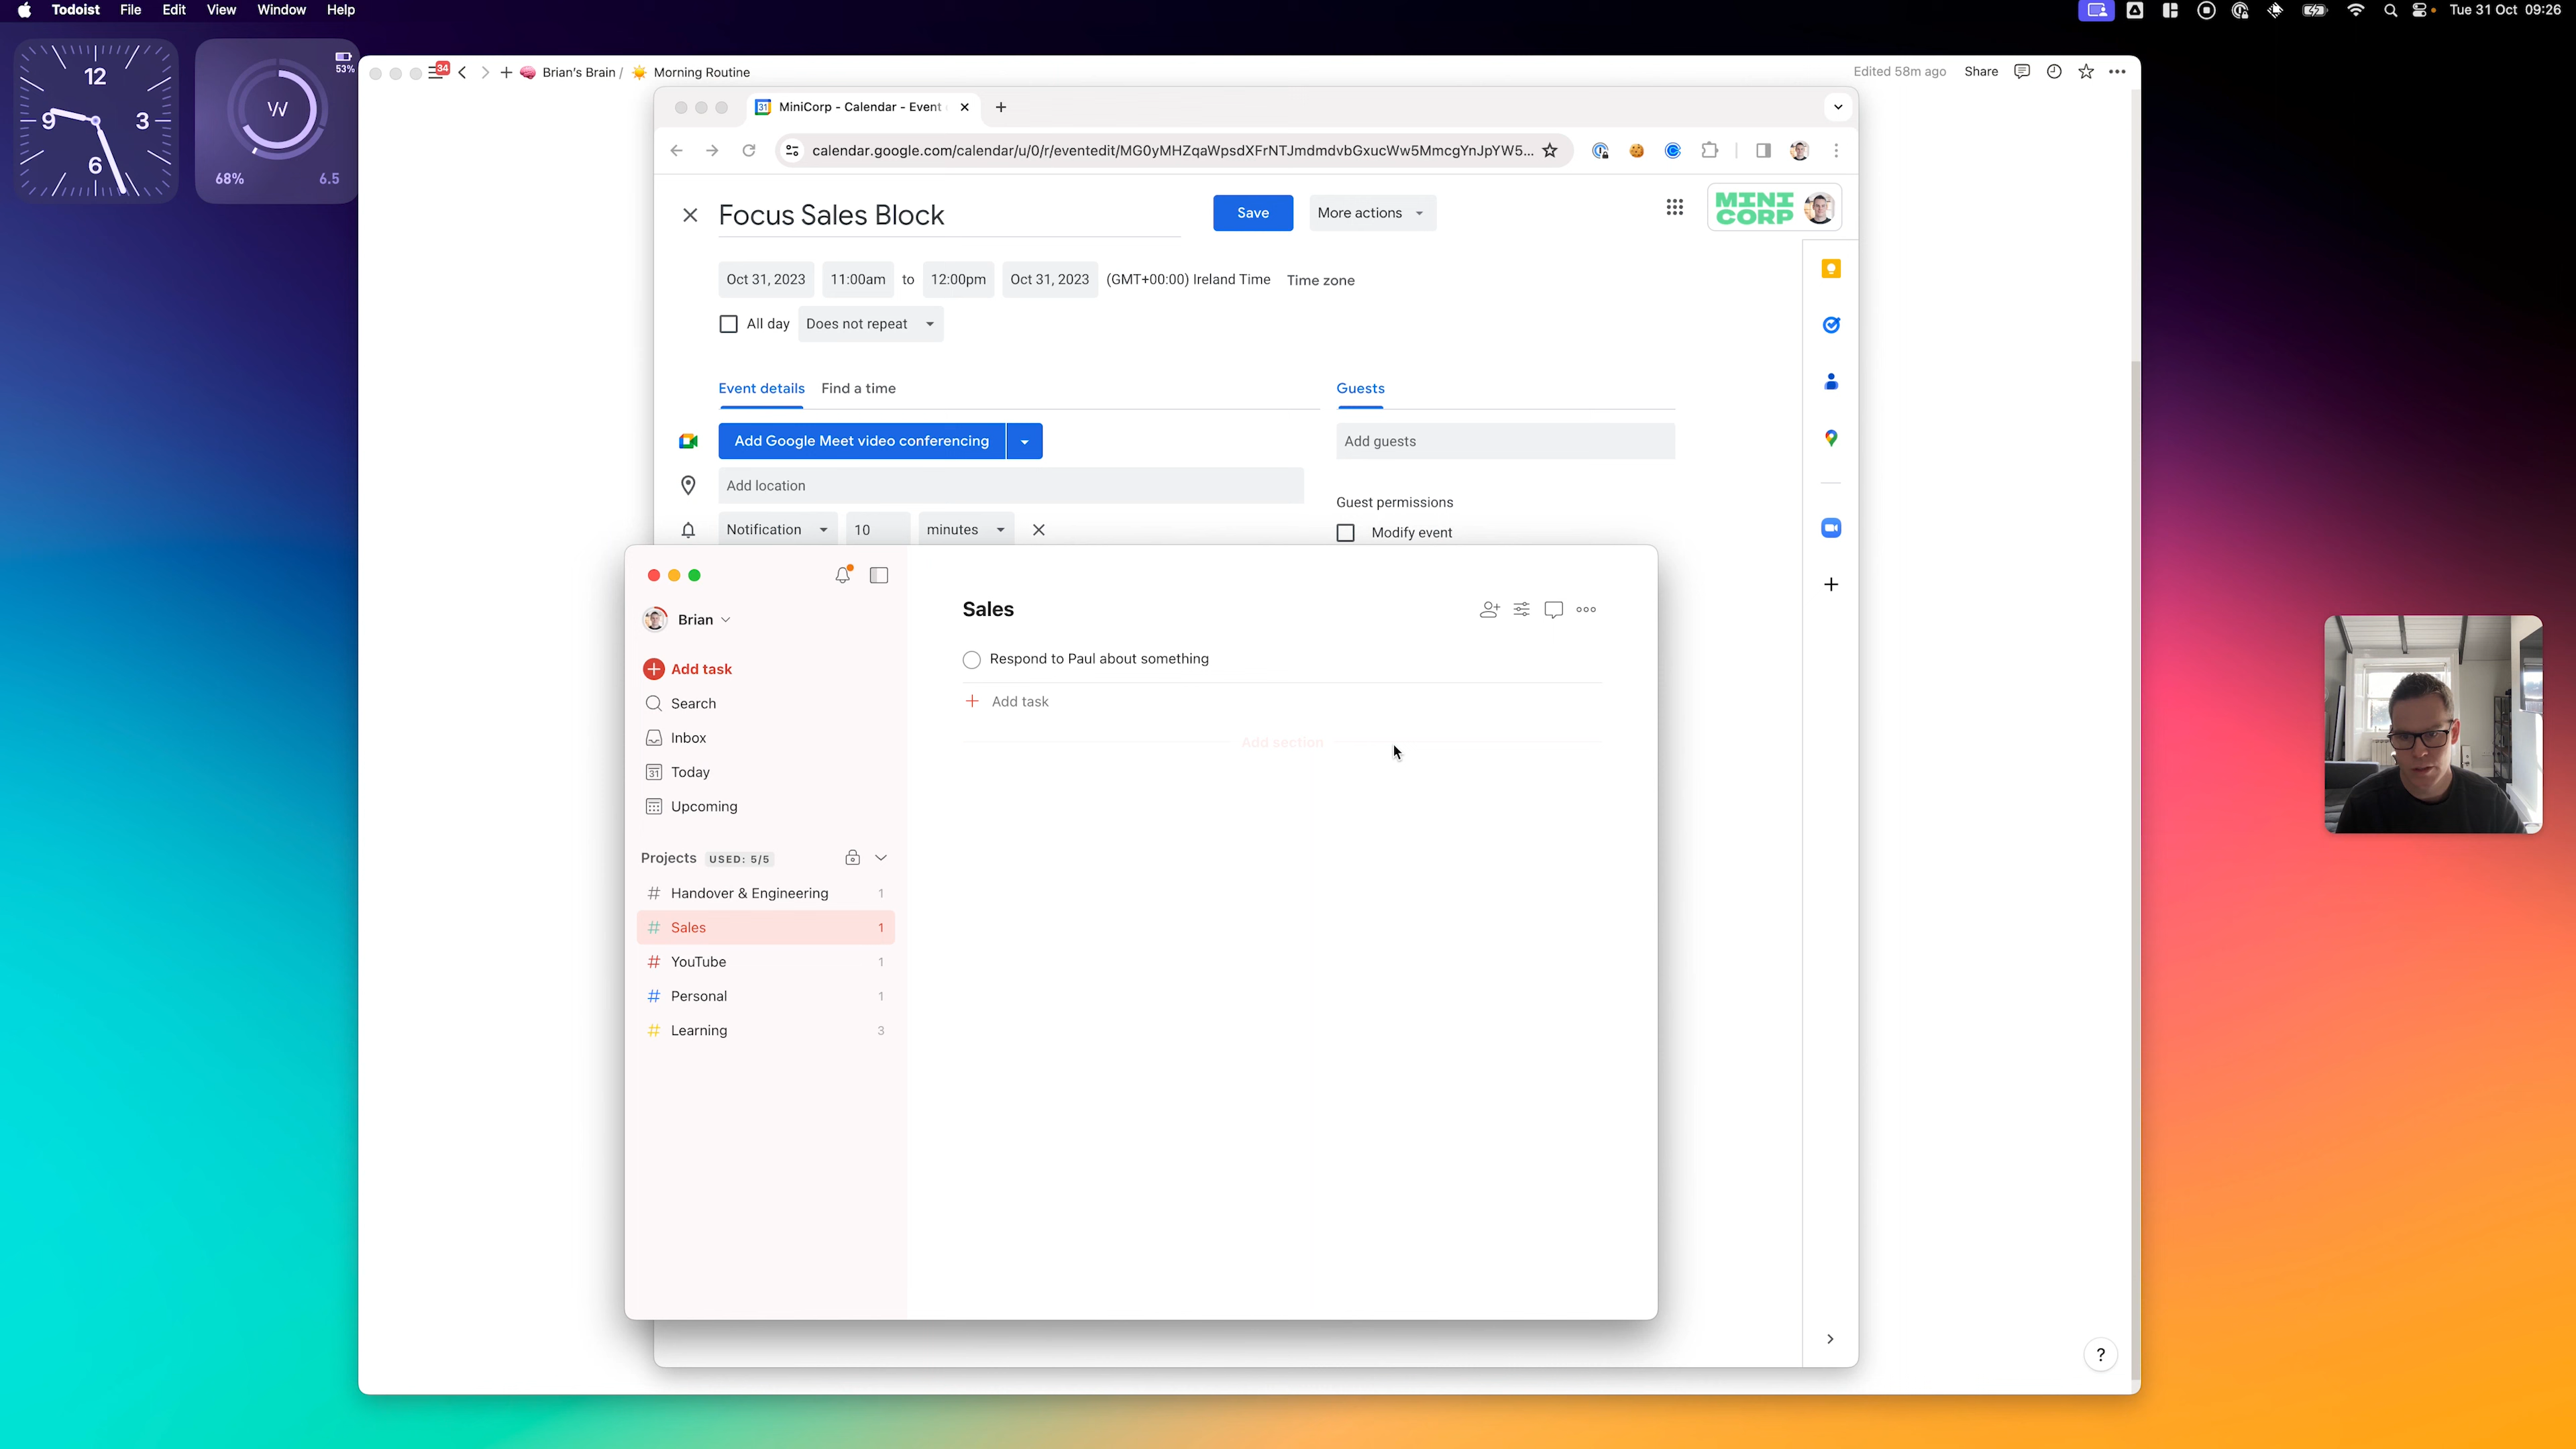 Todoist File Edit View Window Help
Tue 31 Oct 09:26
12
9 3
6
53%
68% 6.5
34
Brian's Brain / Morning Routine
Edited 58m ago Share
MiniCorp - Calendar - Event
calendar.google.com/calendar/u/0/r/eventedit/MG0yMHZqaWpsdXFrNTJmdmdvbGxucWw5MmcgYnJpYW5...
Focus Sales Block
Save
More actions
MINI
CORP
Oct 31, 2023 11:00am to 12:00pm Oct 31, 2023 (GMT+00:00) Ireland Time Time zone
All day Does not repeat
Event details Find a time
Guests
Add Google Meet video conferencing
Add guests
Add location
Guest permissions
Notification 10 minutes
Modify event
Brian
Add task
Search
Inbox
31 Today
Upcoming
Projects USED: 5/5
# Handover & Engineering 1
# Sales 1
# YouTube 1
# Personal 1
# Learning 3
Sales
Respond to Paul about something
+ Add task
Add section
?